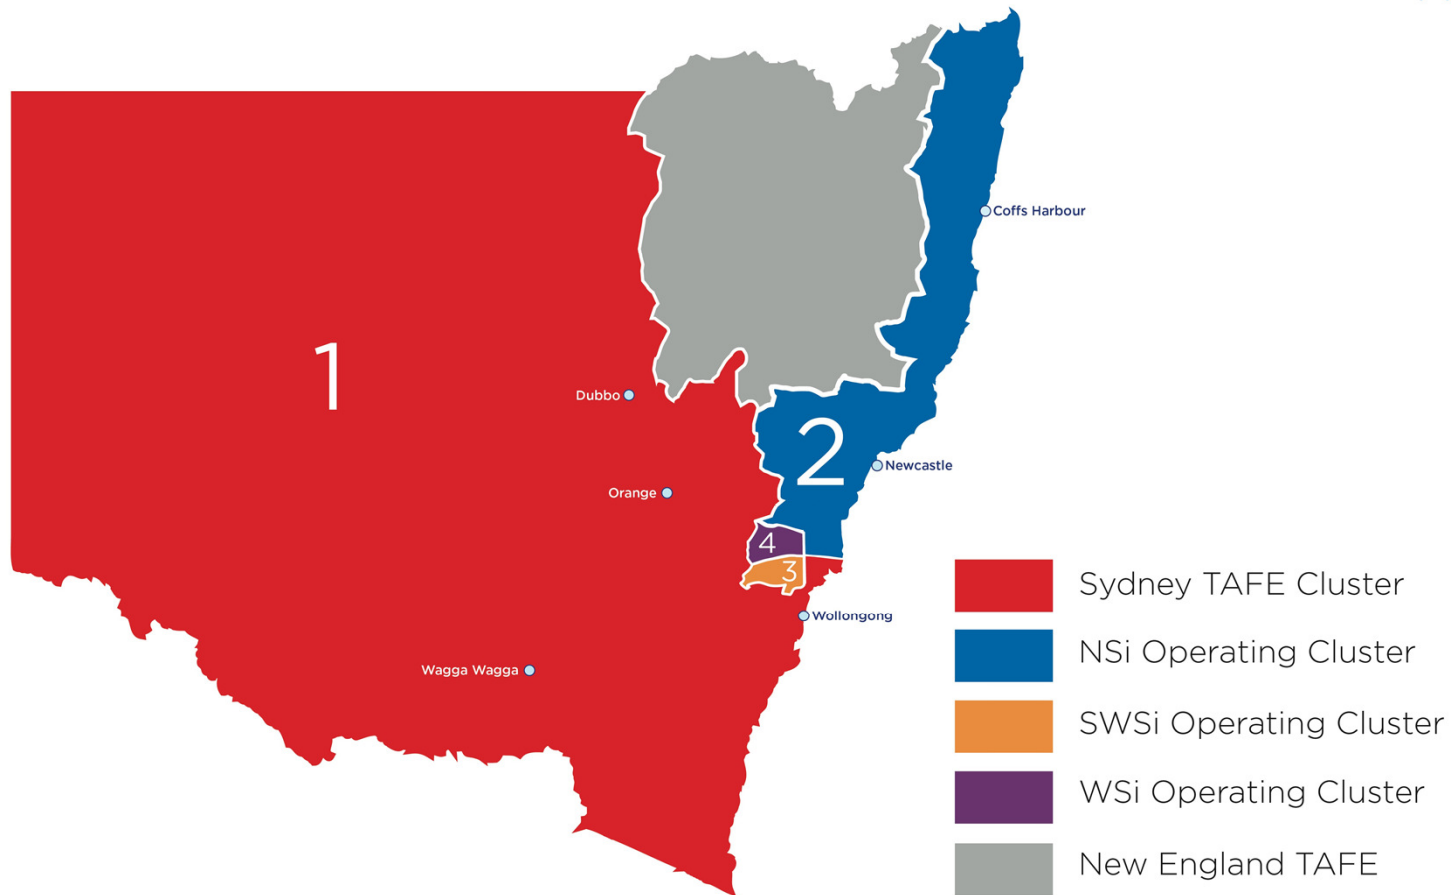 Coffs Harbour
1
Dubbo
2
Newcastle
Orange
4
3
Wollongong
Wagga Wagga
Sydney TAFE Cluster
NSi Operating Cluster
SWSi Operating Cluster
WSi Operating Cluster
New England TAFE